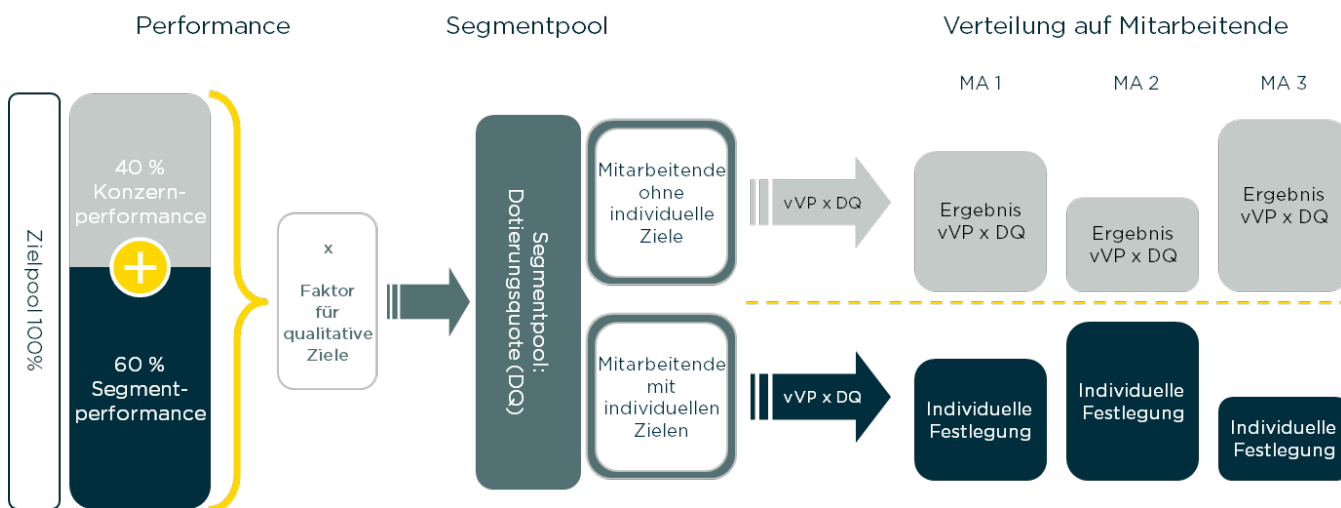 Performance
Segmentpool
Verteilung auf Mitarbeitende
MA 1
MA 2
MA 3
Zielpool 100%
40 %
Konzern-
performance
+
60 %
Segment-
performance
x
Faktor
für
qualitative
Ziele
Segmentpool:
Dotierungsquote (DQ)
Mitarbeitende
ohne
individuelle
Ziele
vVP x DQ
Ergebnis
vVP x DQ
Ergebnis
vVP x DQ
Ergebnis
vVP x DQ
Mitarbeitende
mit
individuellen
Zielen
vVP x DQ
Individuelle
Festlegung
Individuelle
Festlegung
Individuelle
Festlegung